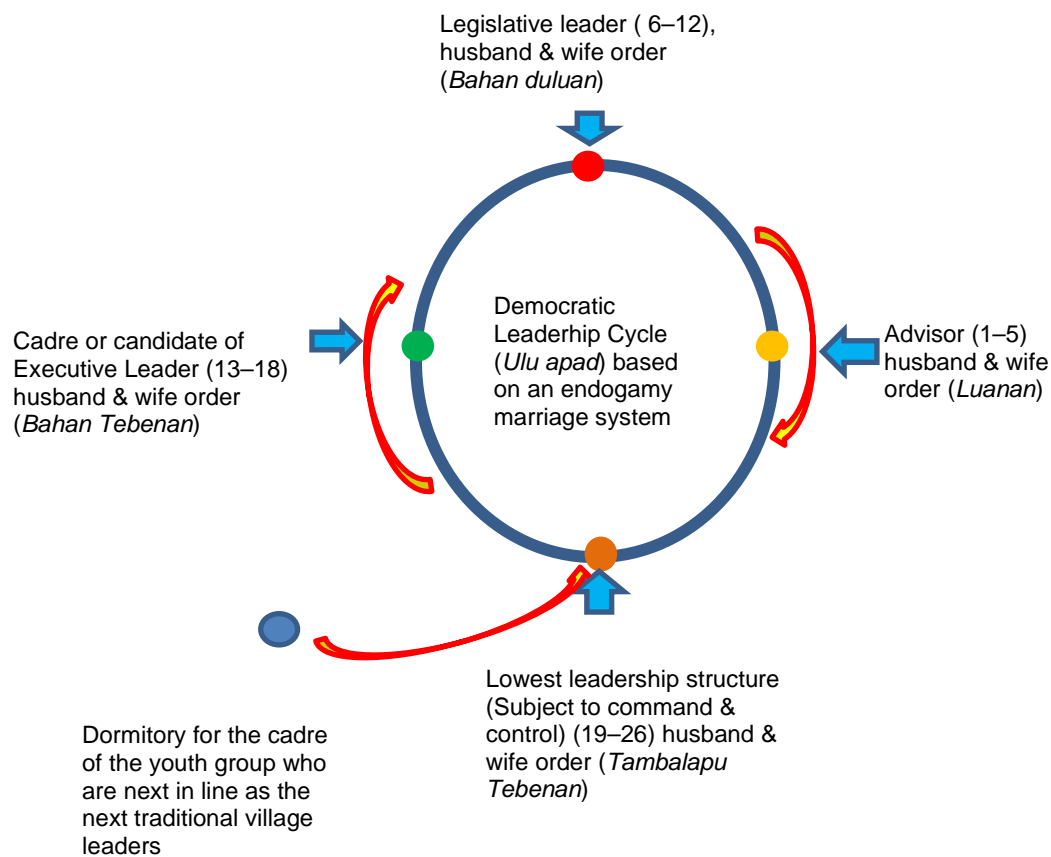 Legislative leader ( 6–12),
husband & wife order
(Bahan duluan)
Democratic
Leaderhip Cycle
(Ulu apad) based
on an endogamy
marriage system
Cadre or candidate of
Executive Leader (13–18)
husband & wife order
(Bahan Tebenan)
Advisor (1–5)
husband & wife
order (Luanan)
Lowest leadership structure
(Subject to command &
control) (19–26) husband &
wife order (Tambalapu
Tebenan)
Dormitory for the cadre
of the youth group who
are next in line as the
next traditional village
leaders